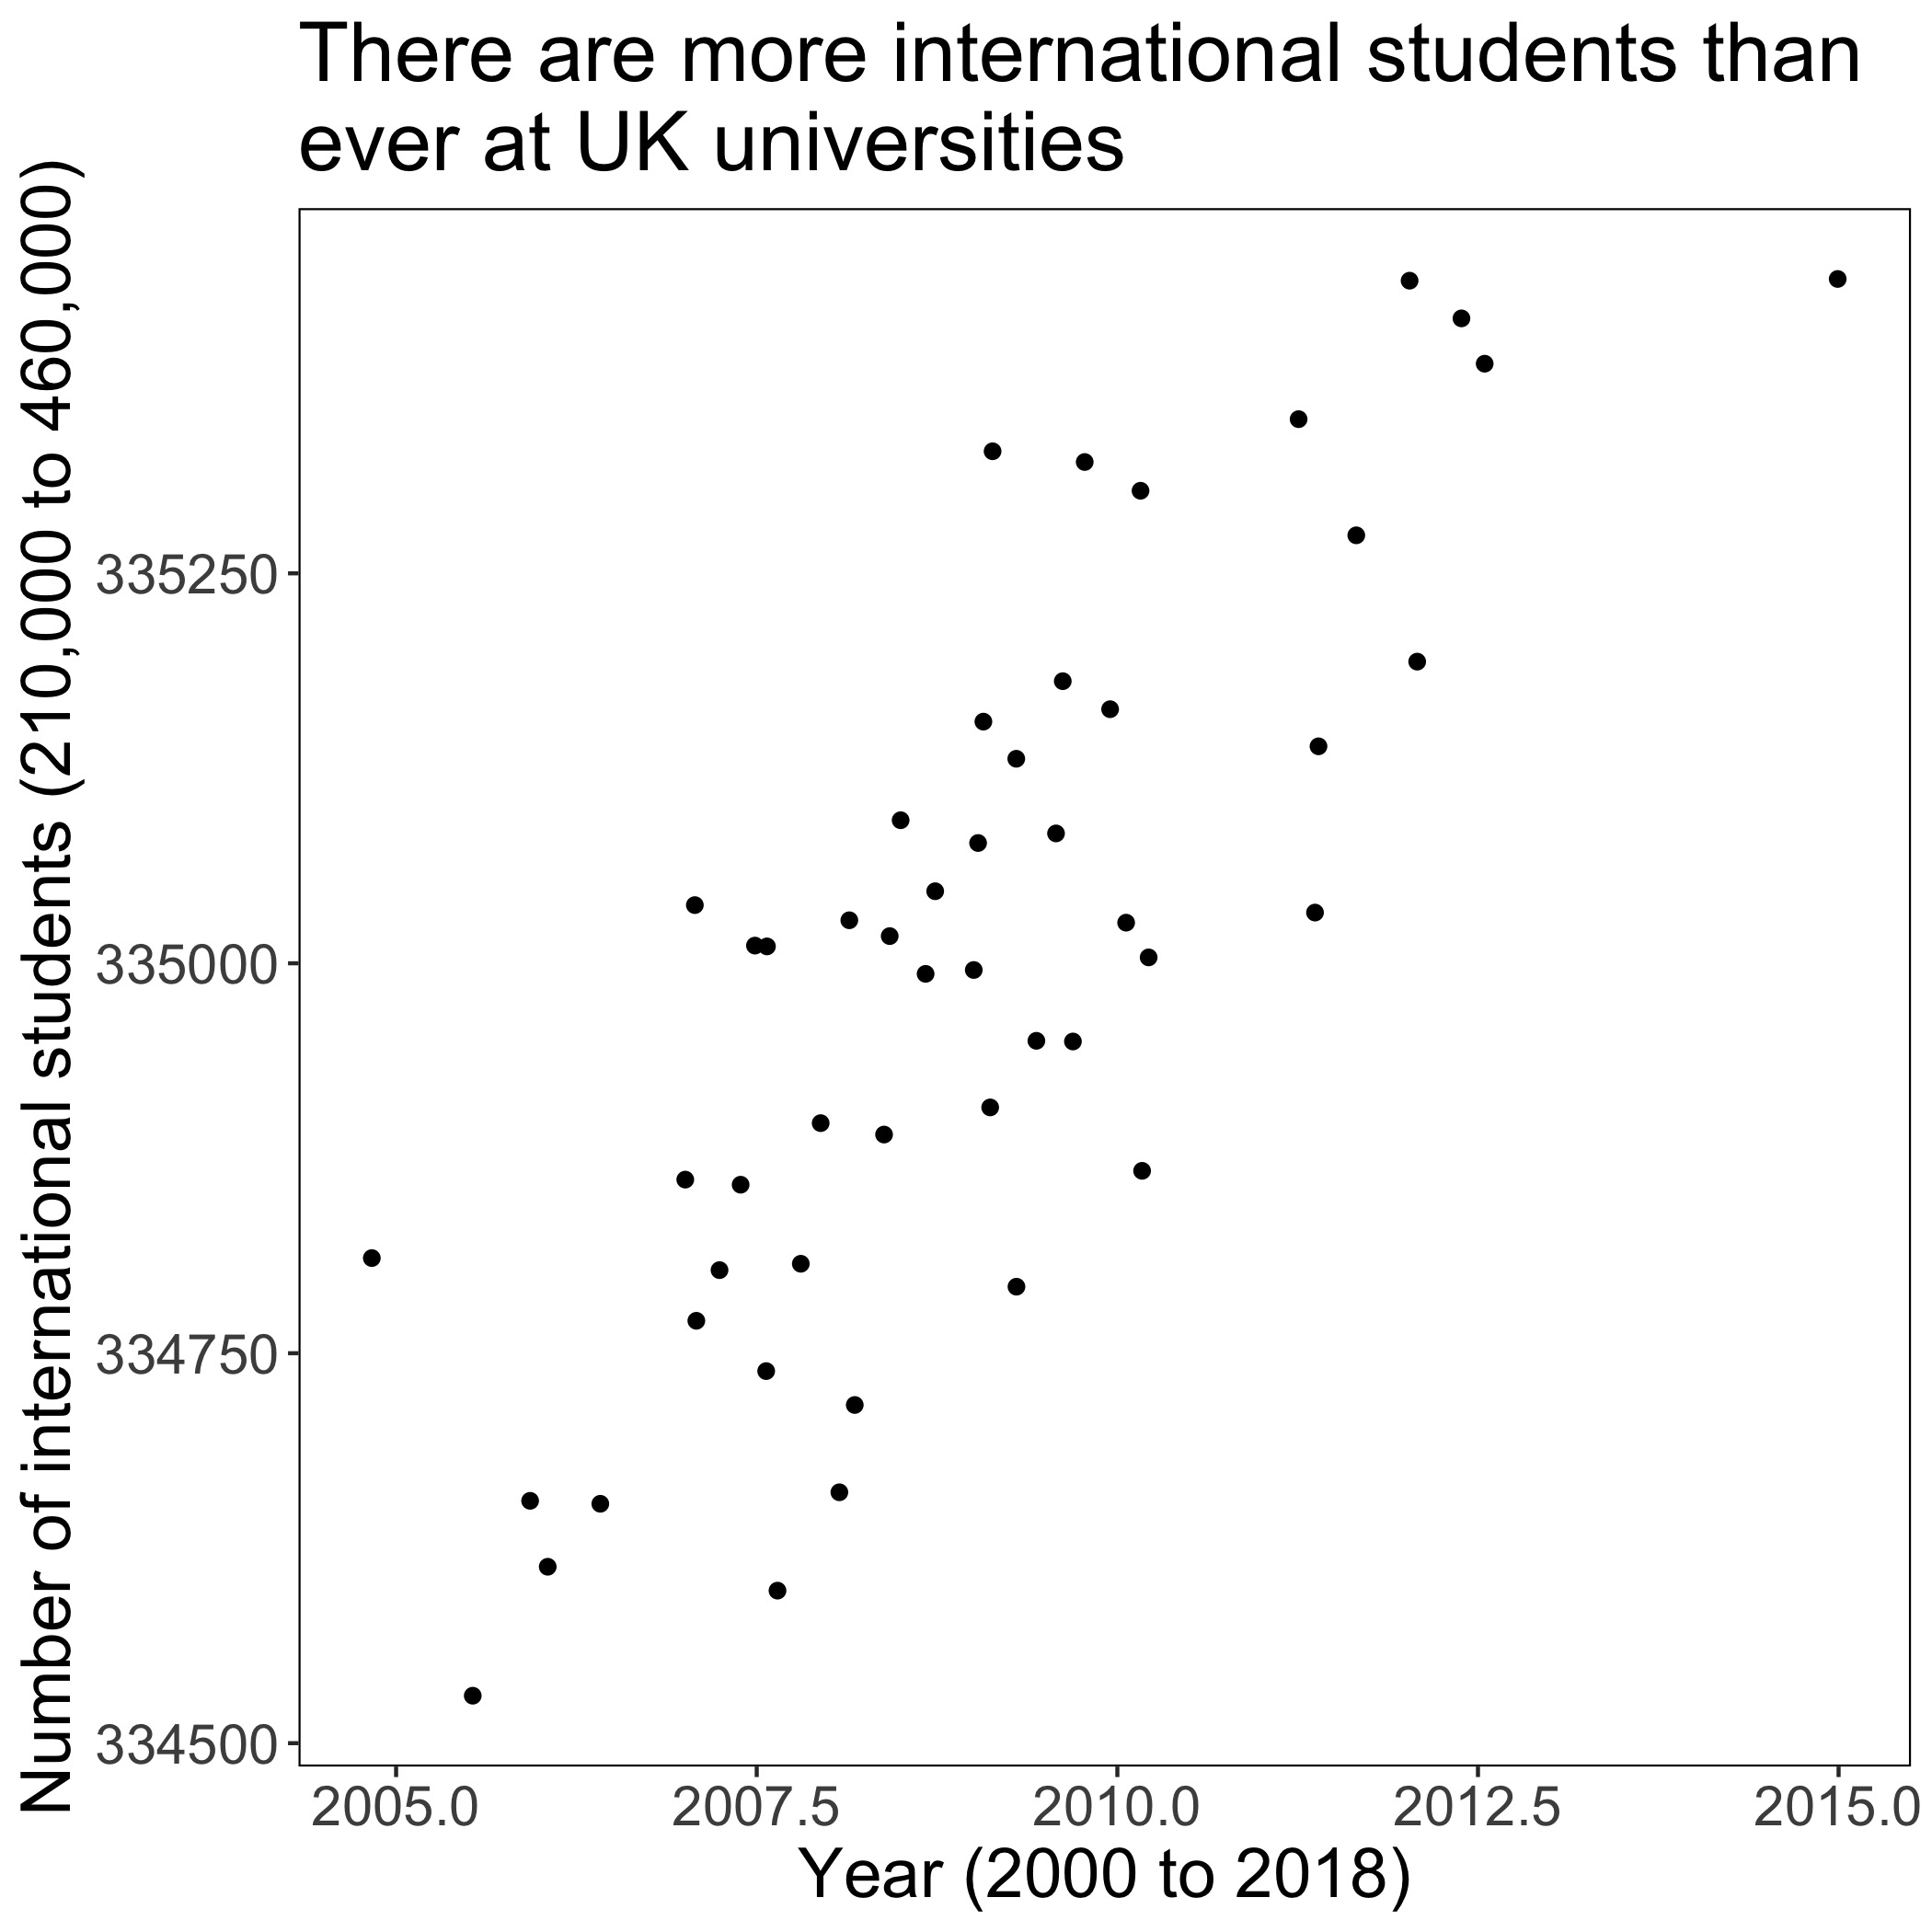 There are more international students than
ever at UK universities
Number of international students (210,000 to 460,000)
335250
335000
334750
334500
2005.0 2007.5 2010.0 2012.5 2015.0
Year (2000 to 2018)